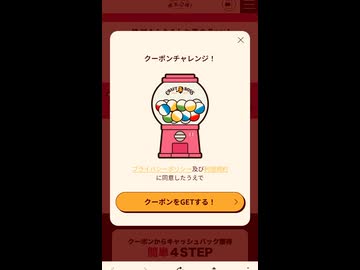 クーポンチャレンジ！
プライバシーポリシー及び利用規約
に同意したうえで
クーポンをGETする！
クーポンからキャッシュバック獲得
簡単4STEP